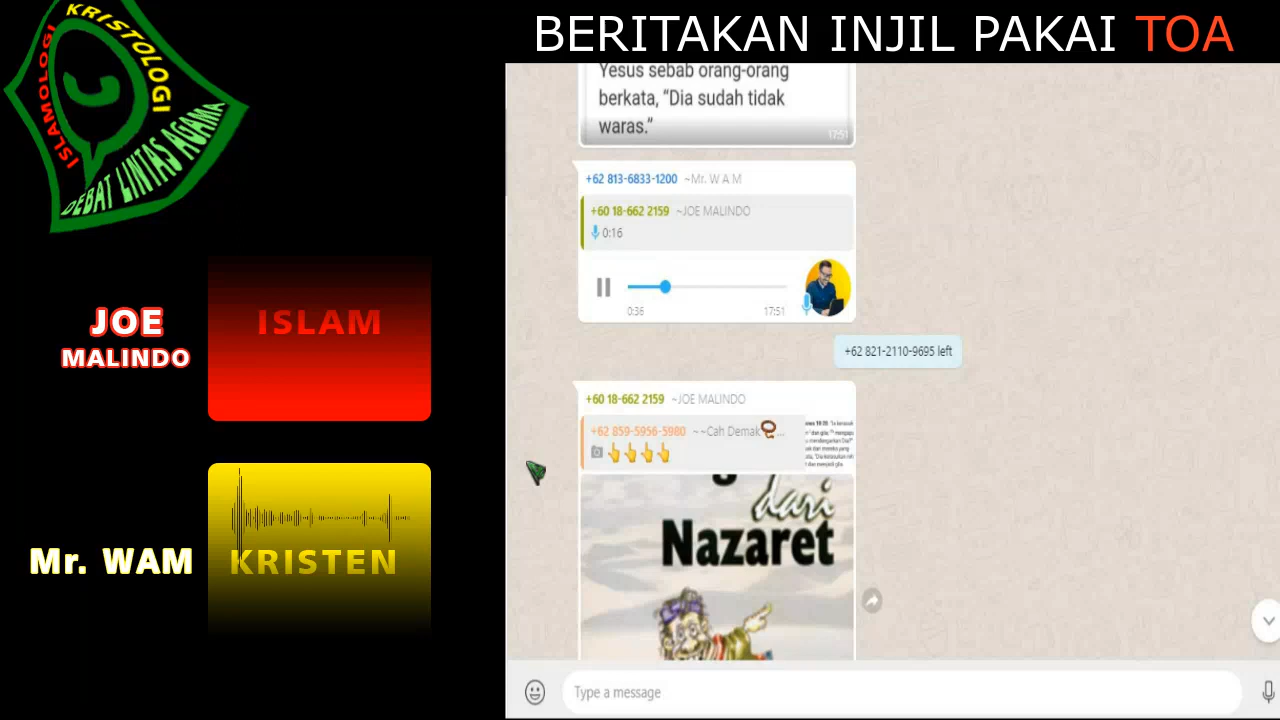 KRISTOLOGI
ISLAMOLOGI
DEBAT LINTAS AGAMA
BERITAKAN INJIL PAKAI TOA
JOE
MALINDO
ISLAM
Mr. WAM
KRISTEN
Yesus sebab orang-orang
berkata, “Dia sudah tidak
waras.”
17:51
+62 813-6833-1200 ~Mr. W A M
+60 18-662 2159 ~JOE MALINDO
0:16
0:36 17:51
+62 821-2110-9695 left
+60 18-662 2159 ~JOE MALINDO
+62 859-5956-5980 ~~Cah Demak📿...
👆👆👆👆
dari
Nazaret
Type a message